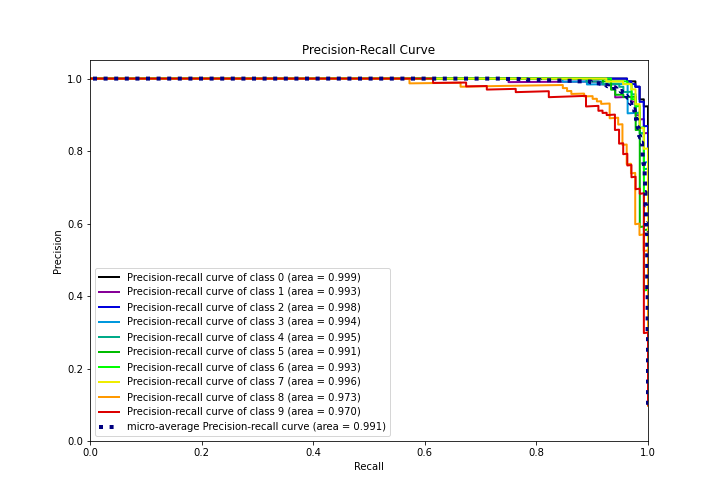 Precision-Recall Curve
1.0
0.8
0.6
0.4
0.2
0.0
Precision
Precision-recall curve of class 0 (area = 0.999)
Precision-recall curve of class 1 (area = 0.993)
Precision-recall curve of class 2 (area = 0.998)
Precision-recall curve of class 3 (area = 0.994)
Precision-recall curve of class 4 (area = 0.995)
Precision-recall curve of class 5 (area = 0.991)
Precision-recall curve of class 6 (area = 0.993)
Precision-recall curve of class 7 (area = 0.996)
Precision-recall curve of class 8 (area = 0.973)
Precision-recall curve of class 9 (area = 0.970)
micro-average Precision-recall curve (area = 0.991)
0.0 0.2 0.4 0.6 0.8 1.0
Recall